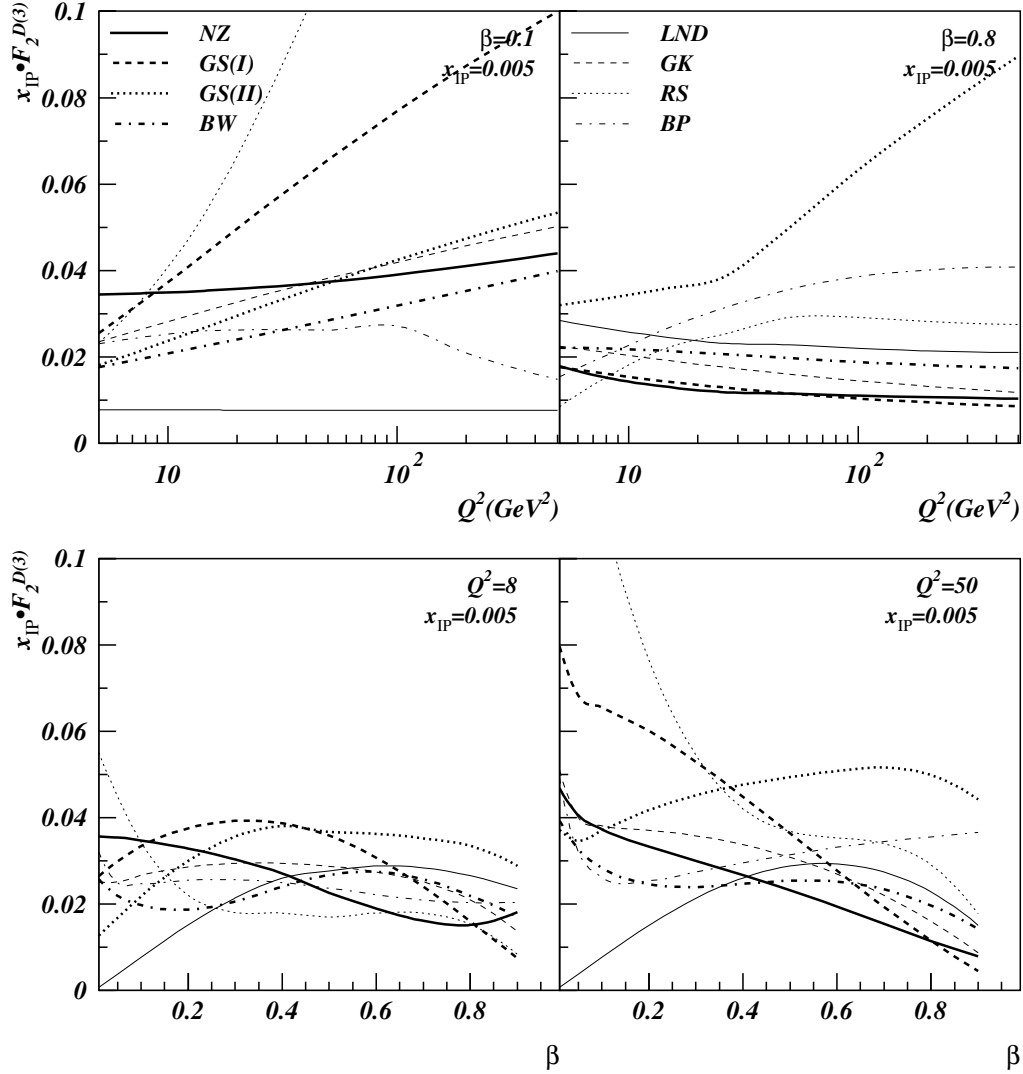 x_IP•F_2^D(3)
0.1
0.08
0.06
0.04
0.02
0
NZ
GS(I)
GS(II)
BW
β=0.1
x_IP=0.005
10
10^2
Q^2(GeV^2)
LND
GK
RS
BP
β=0.8
x_IP=0.005
10
10^2
Q^2(GeV^2)
x_IP•F_2^D(3)
0.1
0.08
0.06
0.04
0.02
0
Q^2=8
x_IP=0.005
0.2 0.4 0.6 0.8
β
Q^2=50
x_IP=0.005
0.2 0.4 0.6 0.8
β